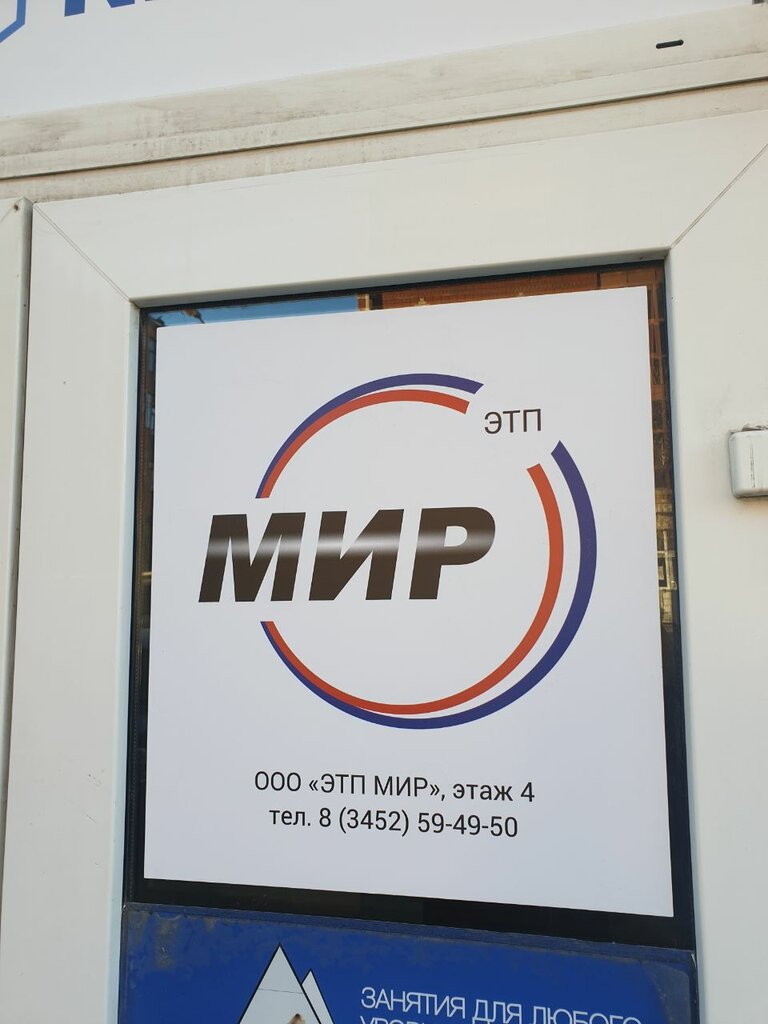 ЭТП
МИР
ООО «ЭТП МИР», этаж 4
тел. 8 (3452) 59-49-50
ЗАНЯТИЯ ДЛЯ ЛЮБОГО